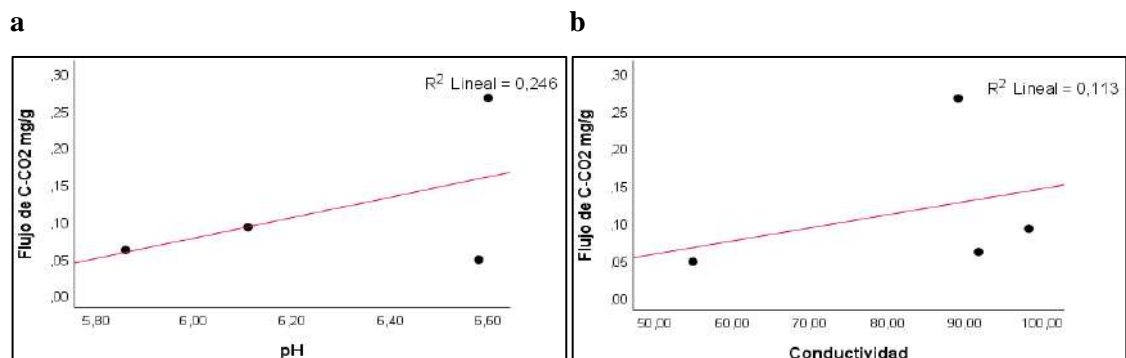 a
b
R² Lineal = 0,246
,30
,25
,20
,15
,10
,05
,00
Flujo de C-CO2 mg/g
5,80 6,00 6,20 6,40 6,60
pH
R² Lineal = 0,113
,30
,25
,20
,15
,10
,05
,00
Flujo de C-CO2 mg/g
50,00 60,00 70,00 80,00 90,00 100,00
Conductividad